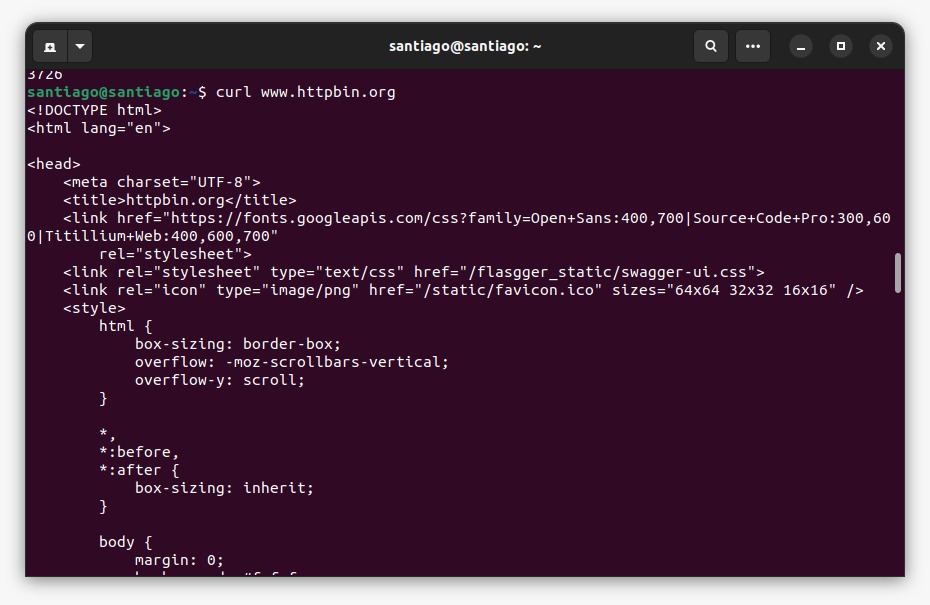 santiago@santiago: ~
3726
santiago@santiago:~$ curl www.httpbin.org
<!DOCTYPE html>
<html lang="en">
<head>
<meta charset="UTF-8">
<title>httpbin.org</title>
<link href="https://fonts.googleapis.com/css?family=Open+Sans:400,700|Source+Code+Pro:300,60
0|Titillium+Web:400,600,700"
rel="stylesheet">
<link rel="stylesheet" type="text/css" href="/flasgger_static/swagger-ui.css">
<link rel="icon" type="image/png" href="/static/favicon.ico" sizes="64x64 32x32 16x16" />
<style>
html {
box-sizing: border-box;
overflow: -moz-scrollbars-vertical;
overflow-y: scroll;
}
*,
*:before,
*:after {
box-sizing: inherit;
}
body {
margin: 0;